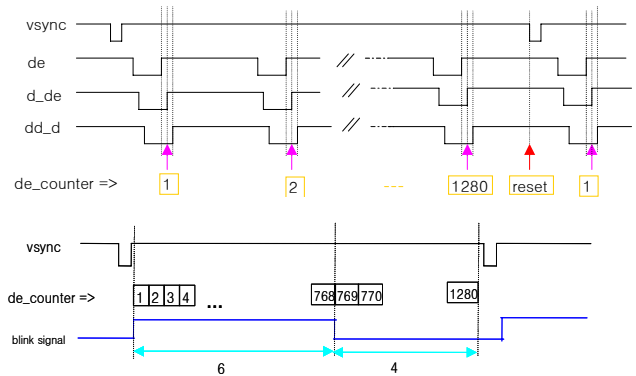 vsync
de
//
d_de
//
dd_d
//
de_counter => 1 2 --- 1280 reset 1
vsync
de_counter => 1 2 3 4 ... 768 769 770 1280
blink signal
6 4